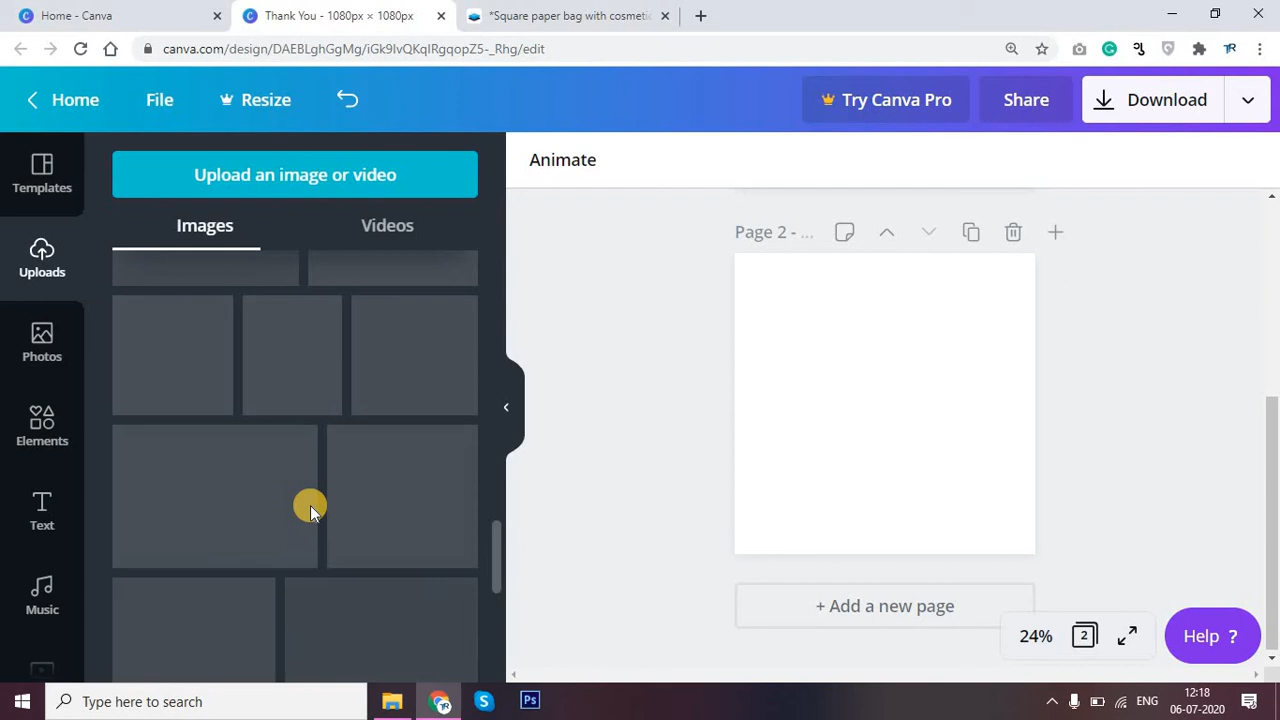 Home - Canva
Thank You - 1080px × 1080px
*Square paper bag with cosmetic
canva.com/design/DAEBLghGgMg/iGk9IvQKqIRgqopZ5-_Rhg/edit
Home
File
Resize
Try Canva Pro
Share
Download
Templates
Uploads
Photos
Elements
Text
Music
Upload an image or video
Images
Videos
Animate
Page 2 - ...
+ Add a new page
24%
2
Help ?
Type here to search
Ps
ENG
12:18
06-07-2020